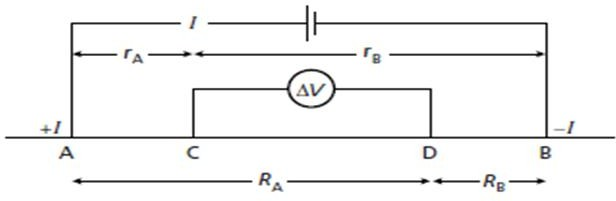 I
rA rB
ΔV
+I −I
A C D B
RA RB